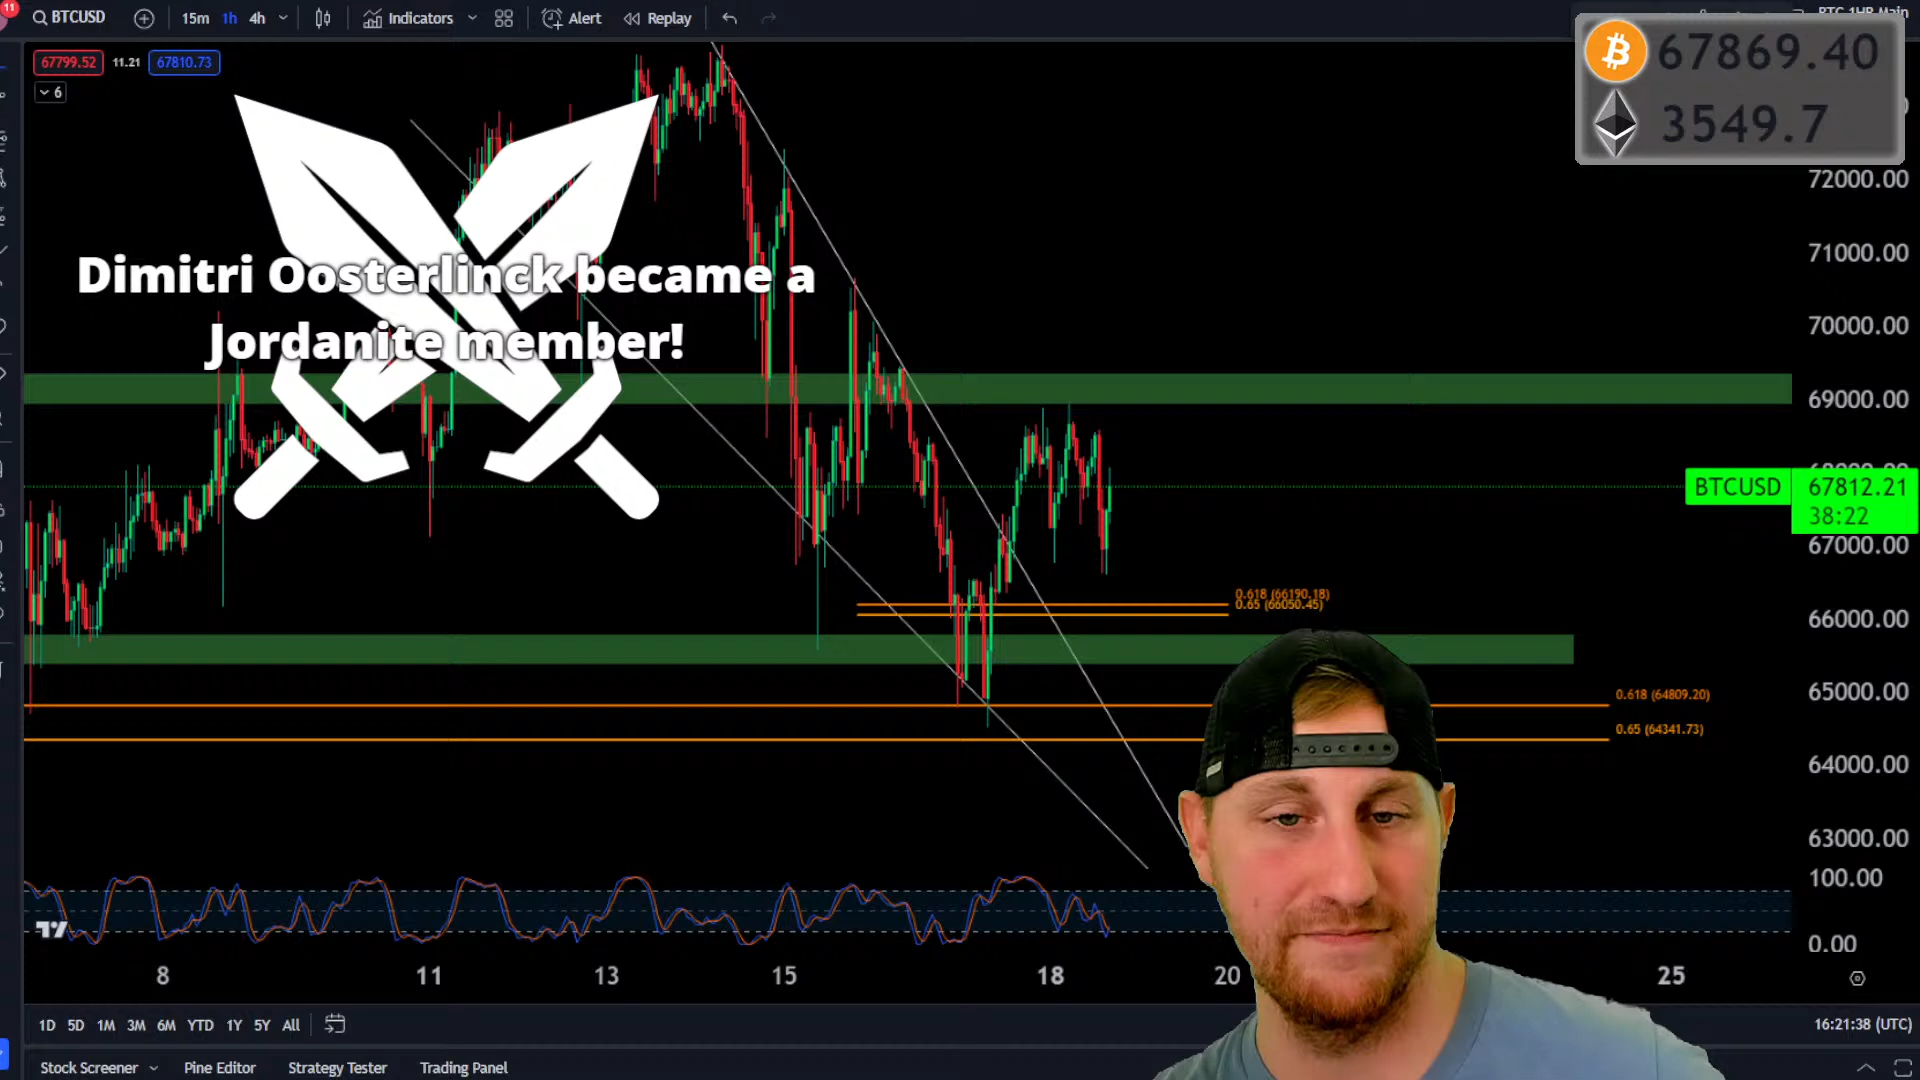 11
BTCUSD
15m 1h 4h
Indicators
Alert
Replay
67799.52 11.21 67810.73
6
67869.40
3549.7
Dimitri Oosterlinck became a
Jordanite member!
72000.00
71000.00
70000.00
69000.00
BTCUSD 67812.21
38:22
67000.00
0.618 (66190.18)
0.65 (66050.45)
66000.00
65000.00
0.618 (64809.20)
0.65 (64341.73)
64000.00
63000.00
100.00
0.00
8 11 13 15 18 20 25
1D 5D 1M 3M 6M YTD 1Y 5Y All
16:21:38 (UTC)
Stock Screener Pine Editor Strategy Tester Trading Panel